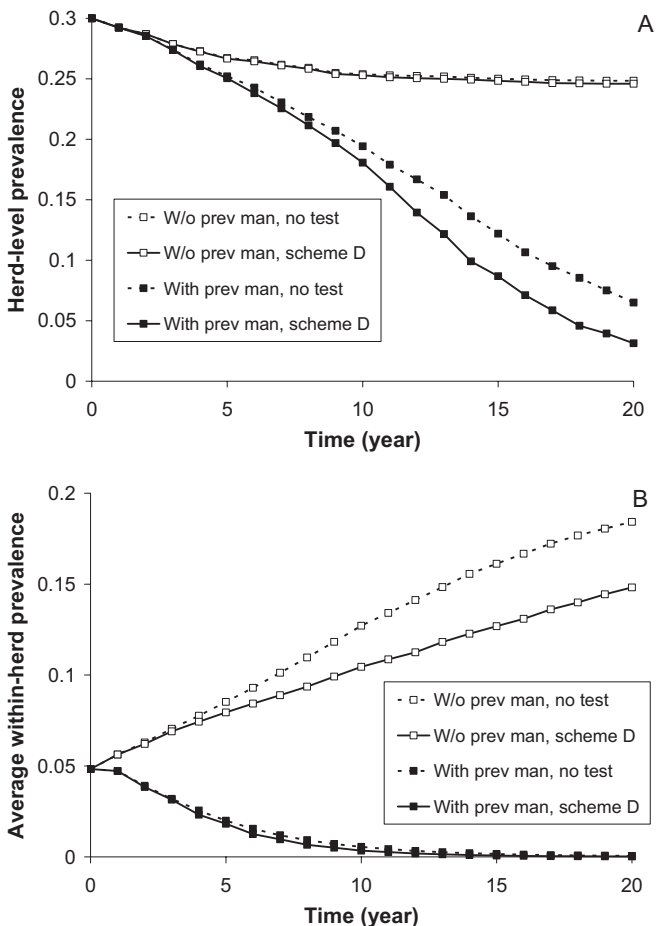 A
0.3
0.25
0.2
0.15
0.1
0.05
0
Herd-level prevalence
W/o prev man, no test
W/o prev man, scheme D
With prev man, no test
With prev man, scheme D
0 5 10 15 20
Time (year)
B
0.2
0.15
0.1
0.05
0
Average within-herd prevalence
W/o prev man, no test
W/o prev man, scheme D
With prev man, no test
With prev man, scheme D
0 5 10 15 20
Time (year)